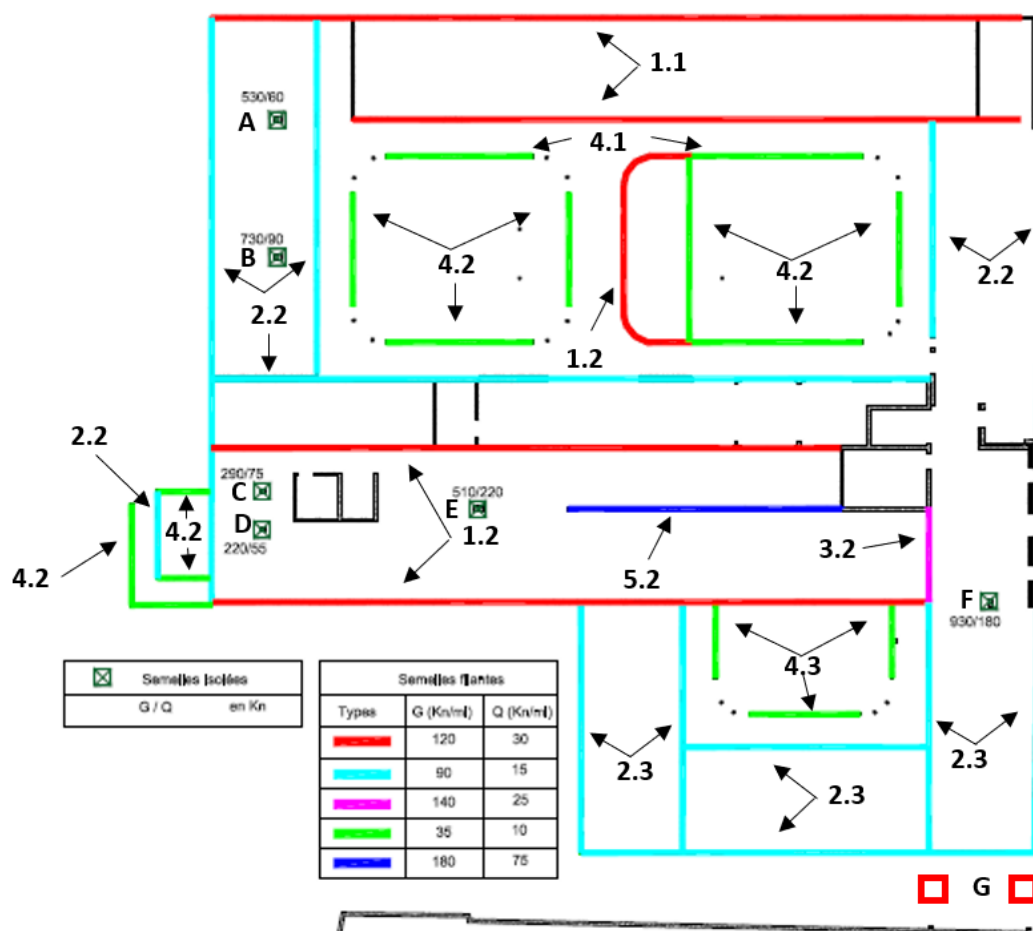 1.1
530/60
A
4.1
730/90
B
4.2
4.2
2.2
2.2
1.2
2.2
290/75
C
510/220
E
D
4.2
1.2
220/55
3.2
4.2
5.2
F
930/180
4.3
Semelles Isolées
G / Q en Kn
Semelles filantes
Types G (Kn/ml) Q (Kn/ml)
120 30
90 15
140 25
35 10
180 75
2.3
2.3
2.3
G